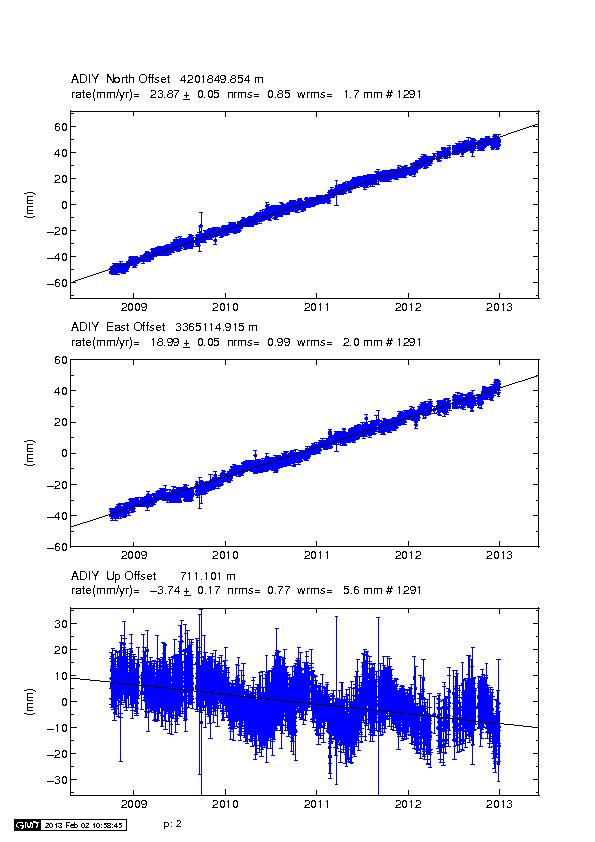 ADIY North Offset 4201849.854 m
rate(mm/yr)= 23.87 ± 0.05 nrms= 0.85 wrms= 1.7 mm # 1291
60
40
20
0
−20
−40
−60
(mm)
2009 2010 2011 2012 2013
ADIY East Offset 3365114.915 m
rate(mm/yr)= 18.99 ± 0.05 nrms= 0.99 wrms= 2.0 mm # 1291
60
40
20
0
−20
−40
−60
(mm)
2009 2010 2011 2012 2013
ADIY Up Offset 711.101 m
rate(mm/yr)= −3.74 ± 0.17 nrms= 0.77 wrms= 5.6 mm # 1291
30
20
10
0
−10
−20
−30
(mm)
2009 2010 2011 2012 2013
GMT 2013 Feb 02 10:58:45 p: 2